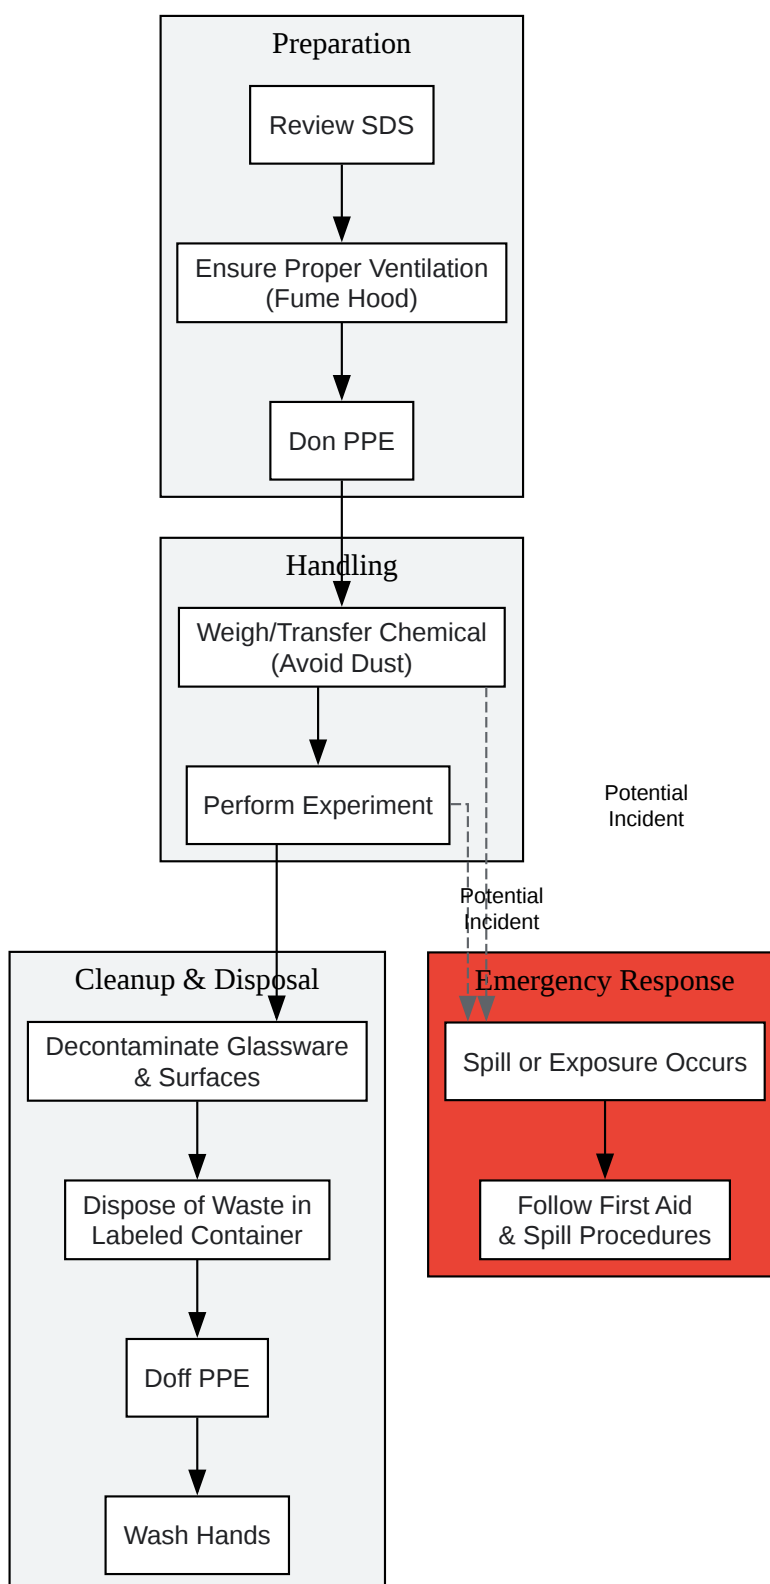 Preparation
Review SDS
Ensure Proper Ventilation
(Fume Hood)
Don PPE
Handling
Weigh/Transfer Chemical
(Avoid Dust)
Perform Experiment
Potential
Incident
Potential
Incident
Cleanup & Disposal
Decontaminate Glassware
& Surfaces
Dispose of Waste in
Labeled Container
Doff PPE
Wash Hands
Emergency Response
Spill or Exposure Occurs
Follow First Aid
& Spill Procedures